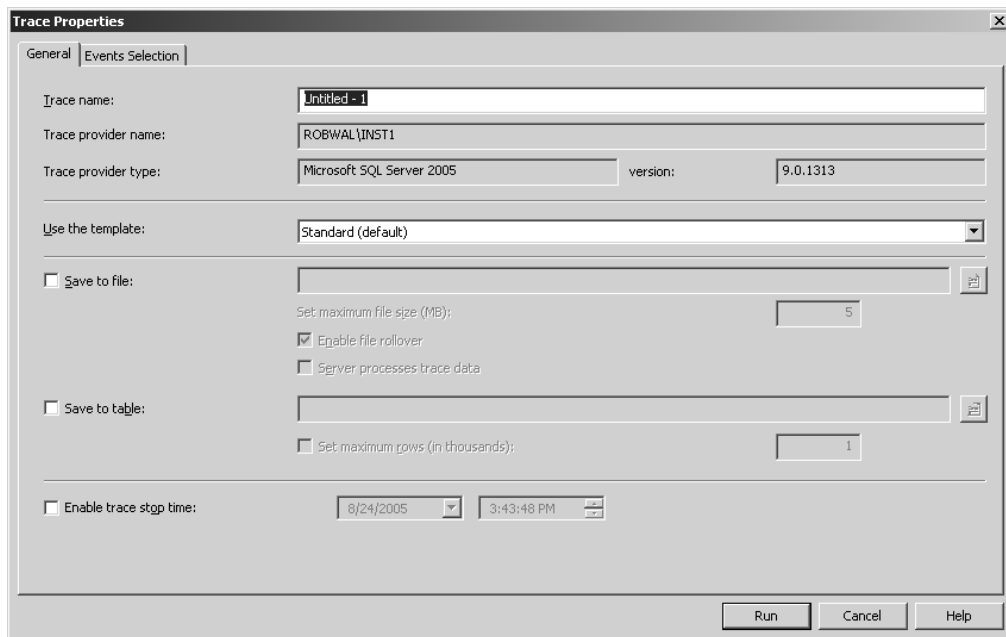 Trace Properties
General
Events Selection
Trace name:
Untitled - 1
Trace provider name:
ROBWAL\INST1
Trace provider type:
Microsoft SQL Server 2005
version:
9.0.1313
Use the template:
Standard (default)
Save to file:
Set maximum file size (MB):
5
Enable file rollover
Server processes trace data
Save to table:
Set maximum rows (in thousands):
1
Enable trace stop time:
8/24/2005
3:43:48 PM
Run
Cancel
Help